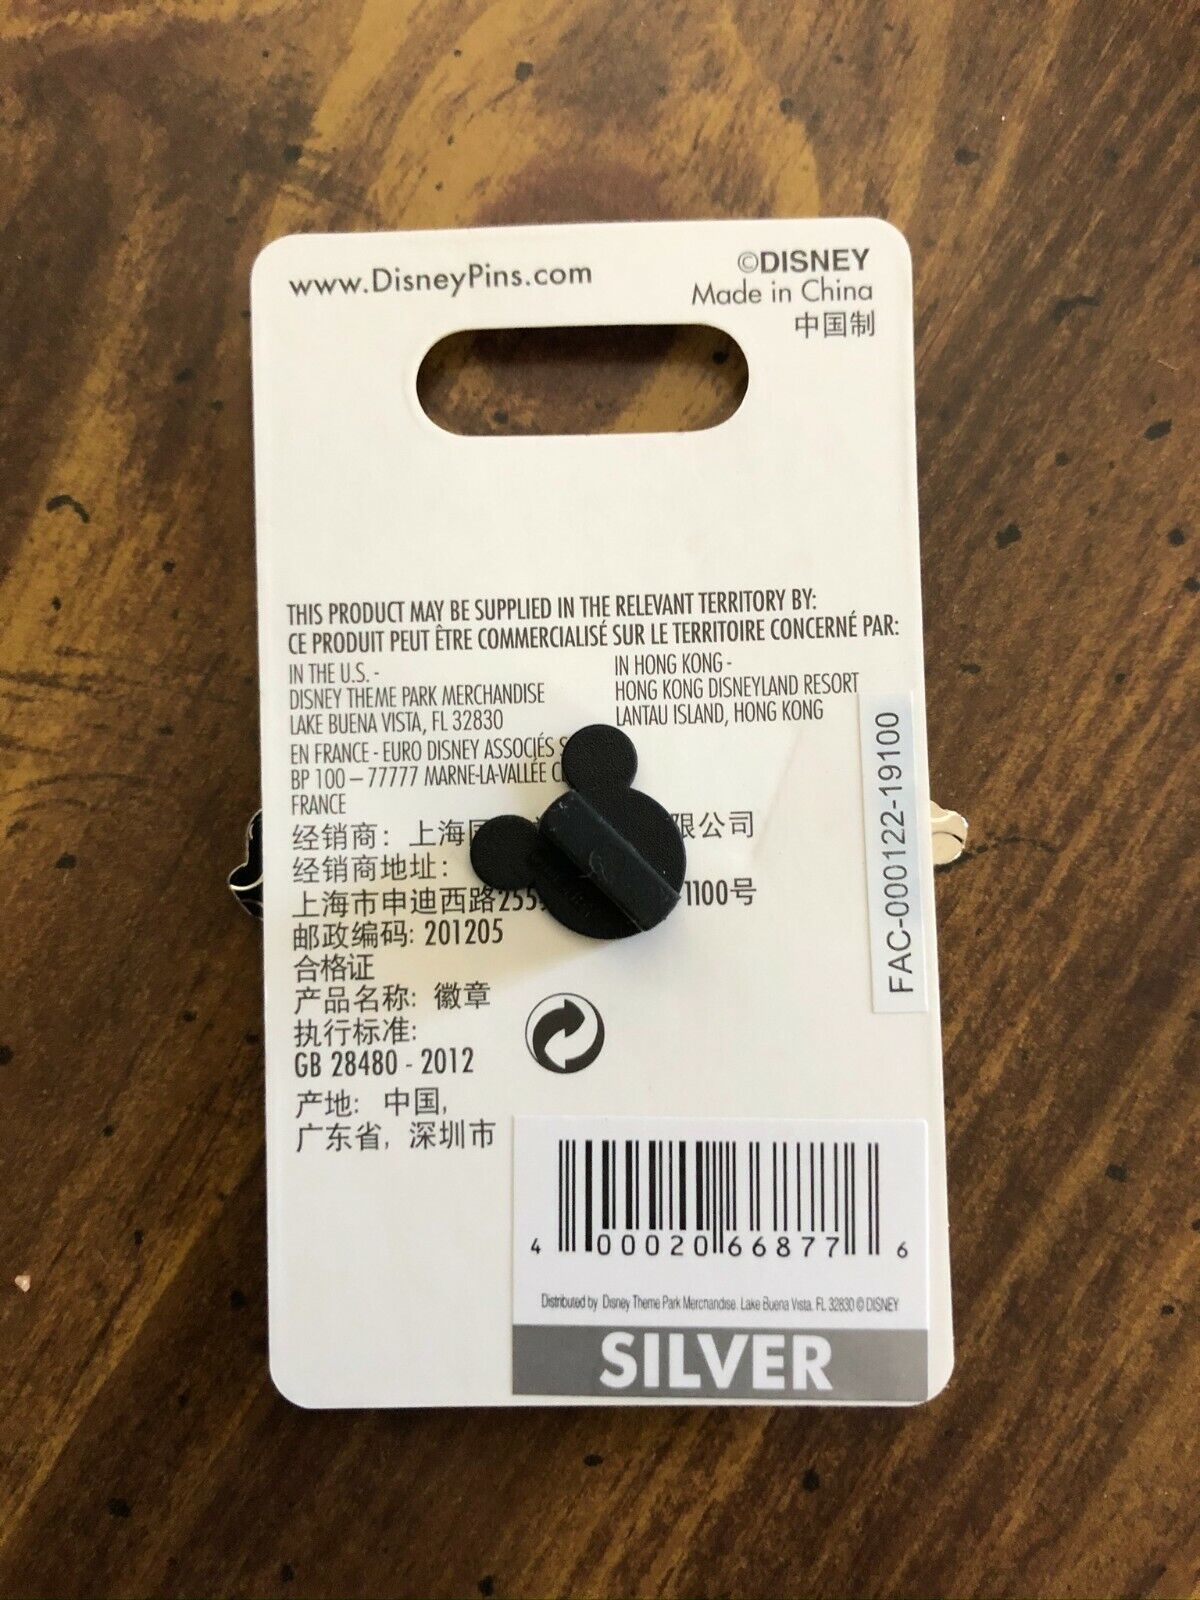 www.DisneyPins.com
©DISNEY
Made in China
中国制
THIS PRODUCT MAY BE SUPPLIED IN THE RELEVANT TERRITORY BY:
CE PRODUIT PEUT ÊTRE COMMERCIALISÉ SUR LE TERRITOIRE CONCERNÉ PAR:
IN THE U.S. -
DISNEY THEME PARK MERCHANDISE
LAKE BUENA VISTA, FL 32830
IN HONG KONG -
HONG KONG DISNEYLAND RESORT
LANTAU ISLAND, HONG KONG
EN FRANCE - EURO DISNEY ASSOCIÉS
BP 100 – 77777 MARNE-LA-VALLÉE
FRANCE
经销商: 上海 限公司
经销商地址:
上海市申迪西路255 1100号
邮政编码: 201205
合格证
产品名称: 徽章
执行标准:
GB 28480 - 2012
产地: 中国,
广东省, 深圳市
FAC-000122-19100
4 00020 66877 6
Distributed by Disney Theme Park Merchandise. Lake Buena Vista. FL 32830 © DISNEY
SILVER